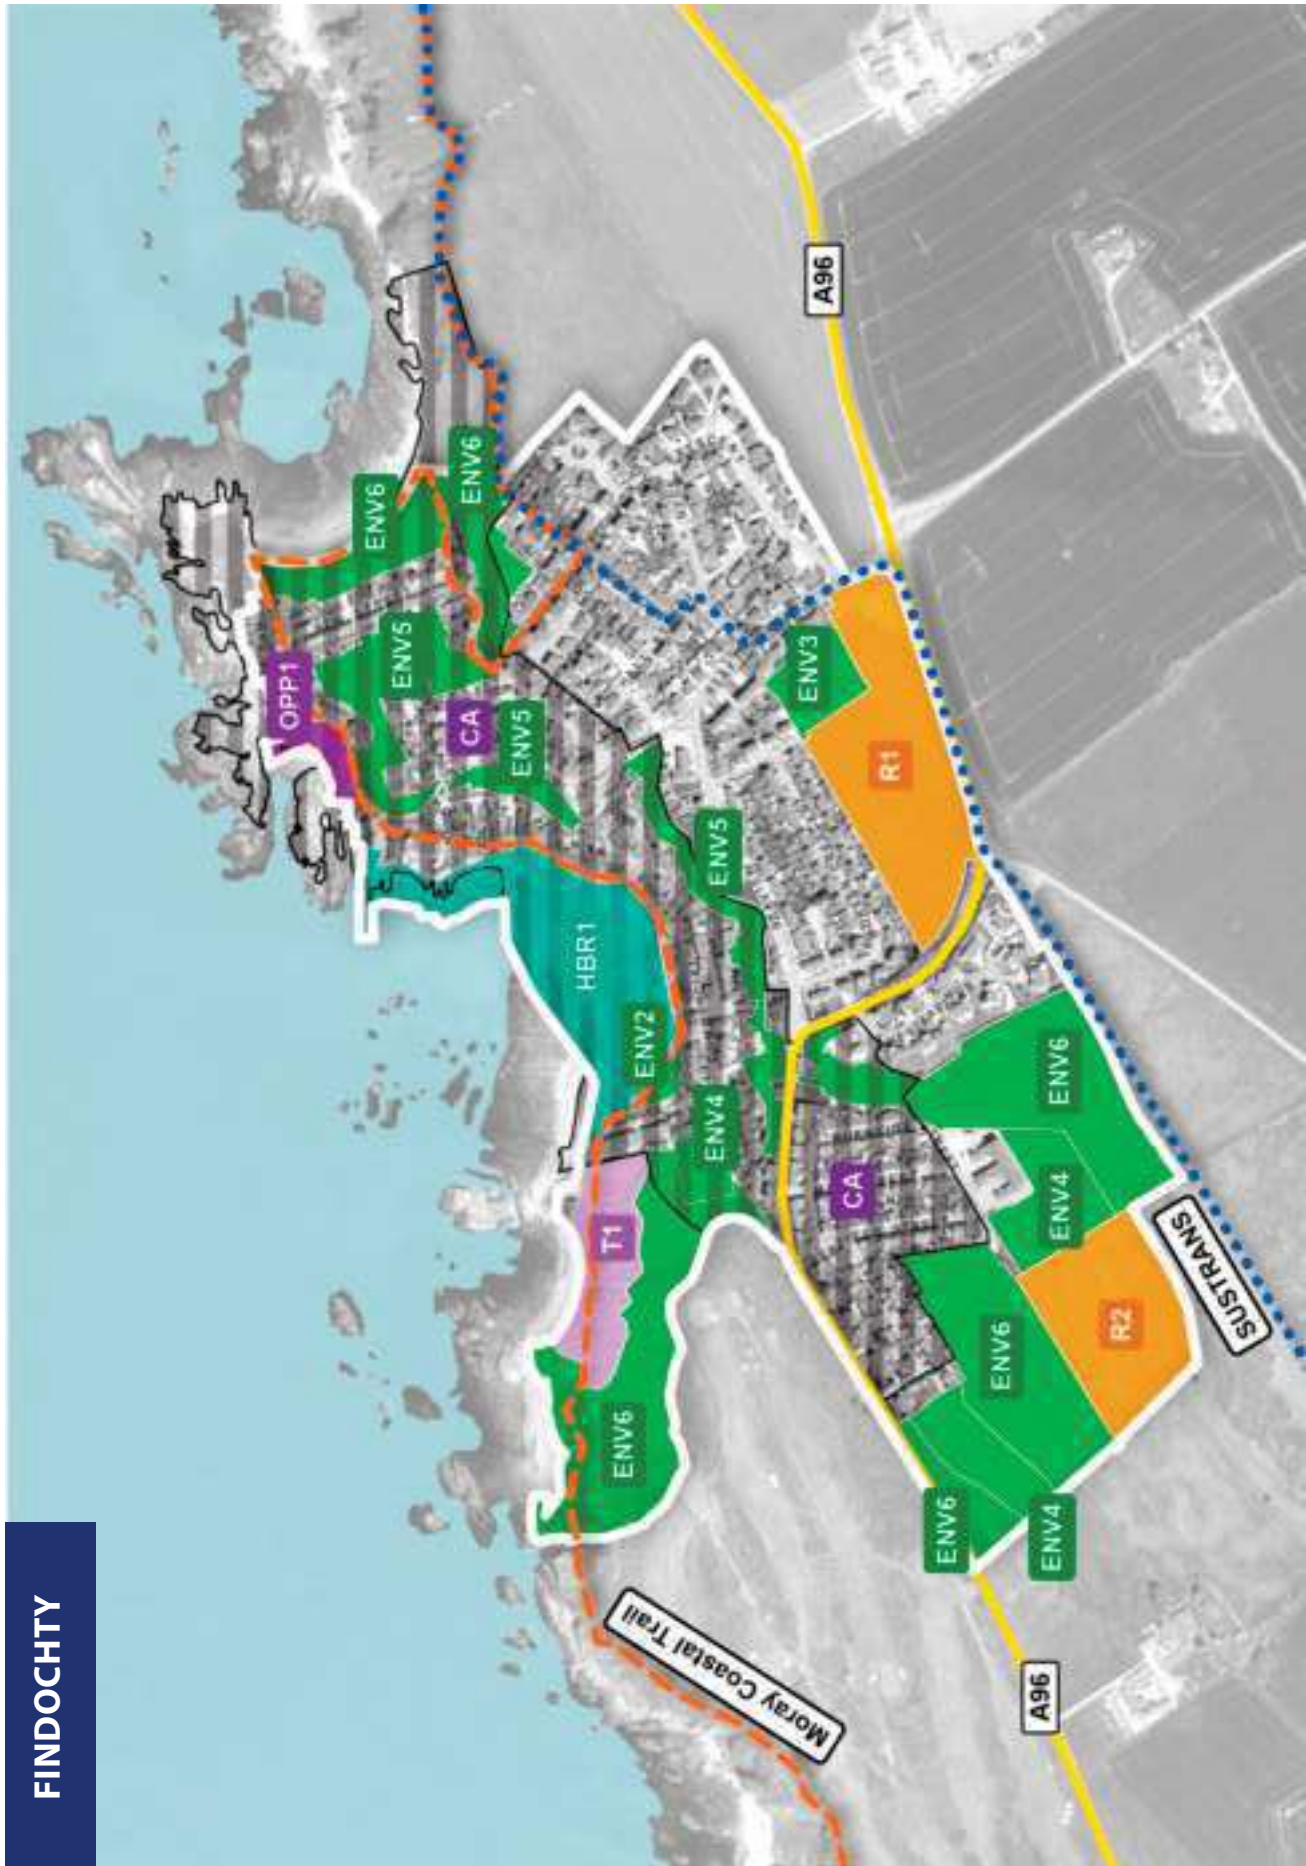 FINDOCHTY
OPP1
ENV6
ENV5
CA
ENV6
ENV5
HBR1
T1
ENV6
ENV2
ENV4
ENV5
Moray Coastal Trail
ENV3
A96
CA
R1
ENV6
ENV6
A96
ENV4
ENV4
ENV6
R2
SUSTRANS